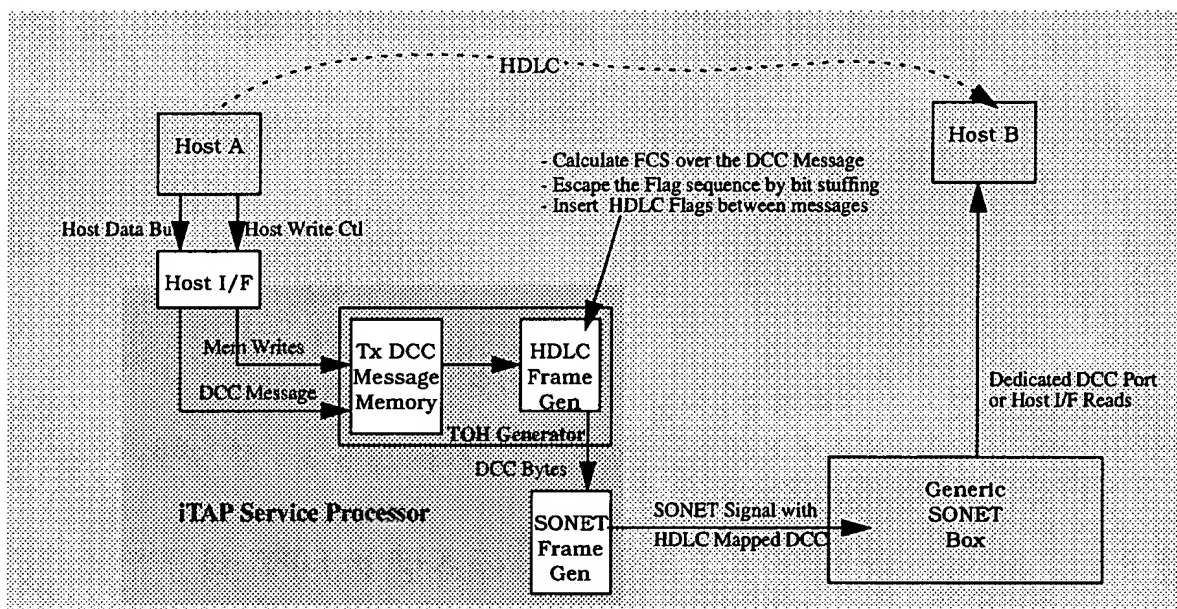 HDLC
Host A
Host B
- Calculate FCS over the DCC Message
- Escape the Flag sequence by bit stuffing
- Insert HDLC Flags between messages
Host Data Bu
Host Write Ctl
Host I/F
Mem Writes
DCC Message
Tx DCC
Message
Memory
HDLC
Frame
Gen
TOH Generator
DCC Bytes
Dedicated DCC Port
or Host I/F Reads
iTAP Service Processor
SONET
Frame
Gen
SONET Signal with
HDLC Mapped DCC
Generic
SONET
Box